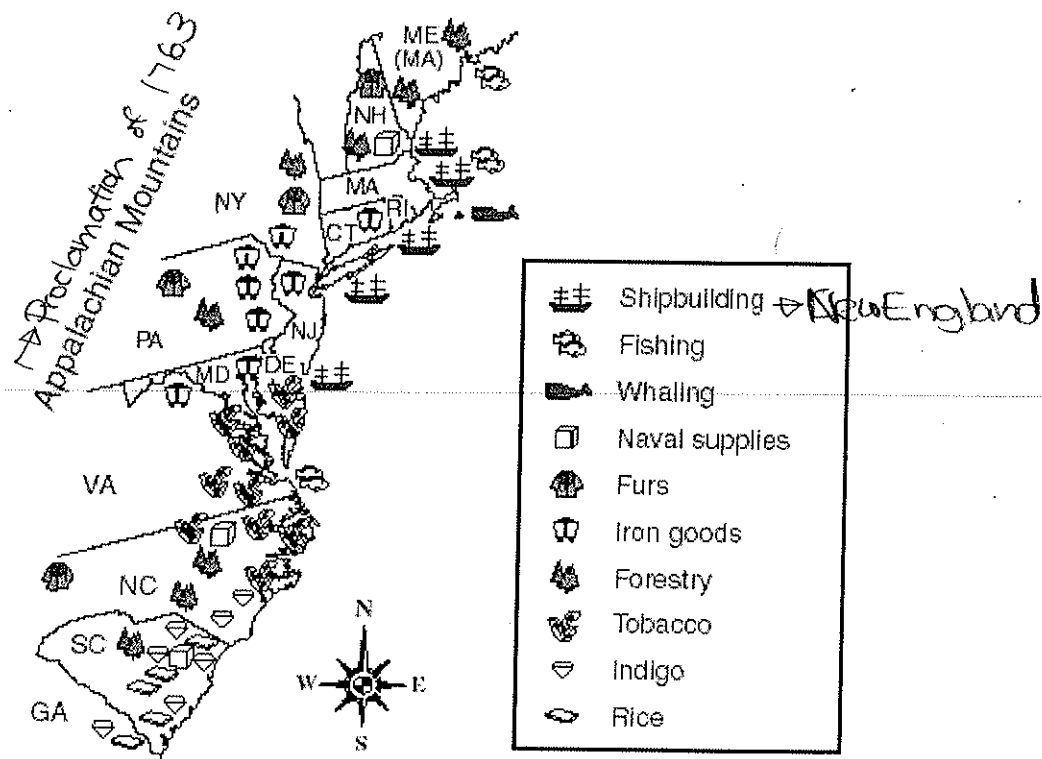 → Proclamation of 1763
Appalachian Mountains
ME
(MA)
NH
MA
NY
RI
CT
PA
NJ
MD
DE
VA
NC
SC
GA
N
W
E
S
Shipbuilding → New England
Fishing
Whaling
Naval supplies
Furs
Iron goods
Forestry
Tobacco
Indigo
Rice